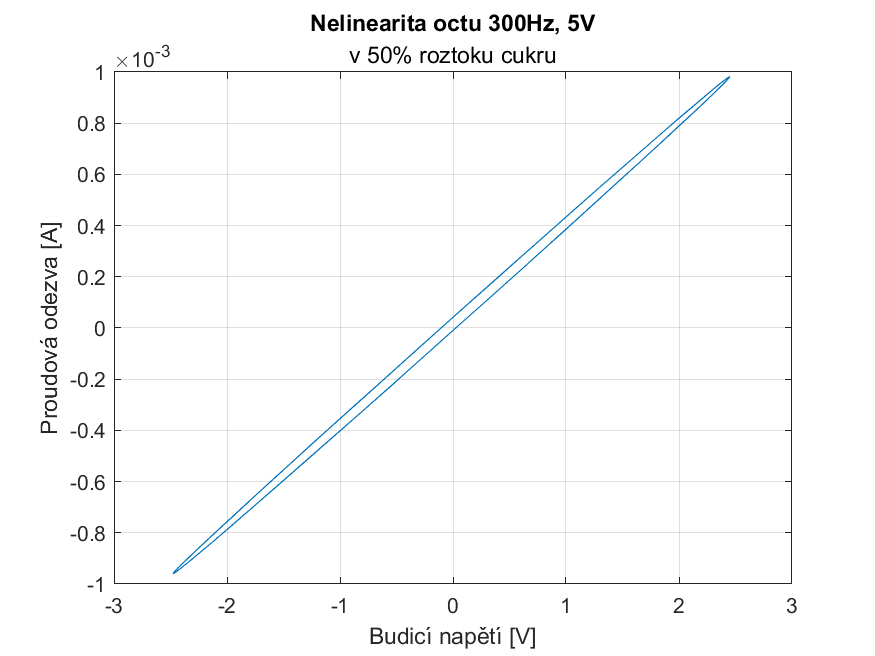 Nelinearita octu 300Hz, 5V
v 50% roztoku cukru
×10-3
1
0.8
0.6
0.4
0.2
0
-0.2
-0.4
-0.6
-0.8
-1
Proudová odezva [A]
-3 -2 -1 0 1 2 3
Budicí napětí [V]